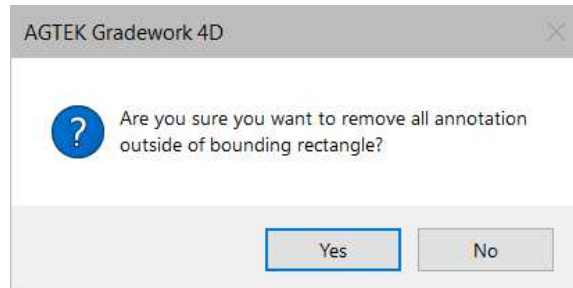 AGTEK Gradework 4D
?
Are you sure you want to remove all annotation
outside of bounding rectangle?
Yes No